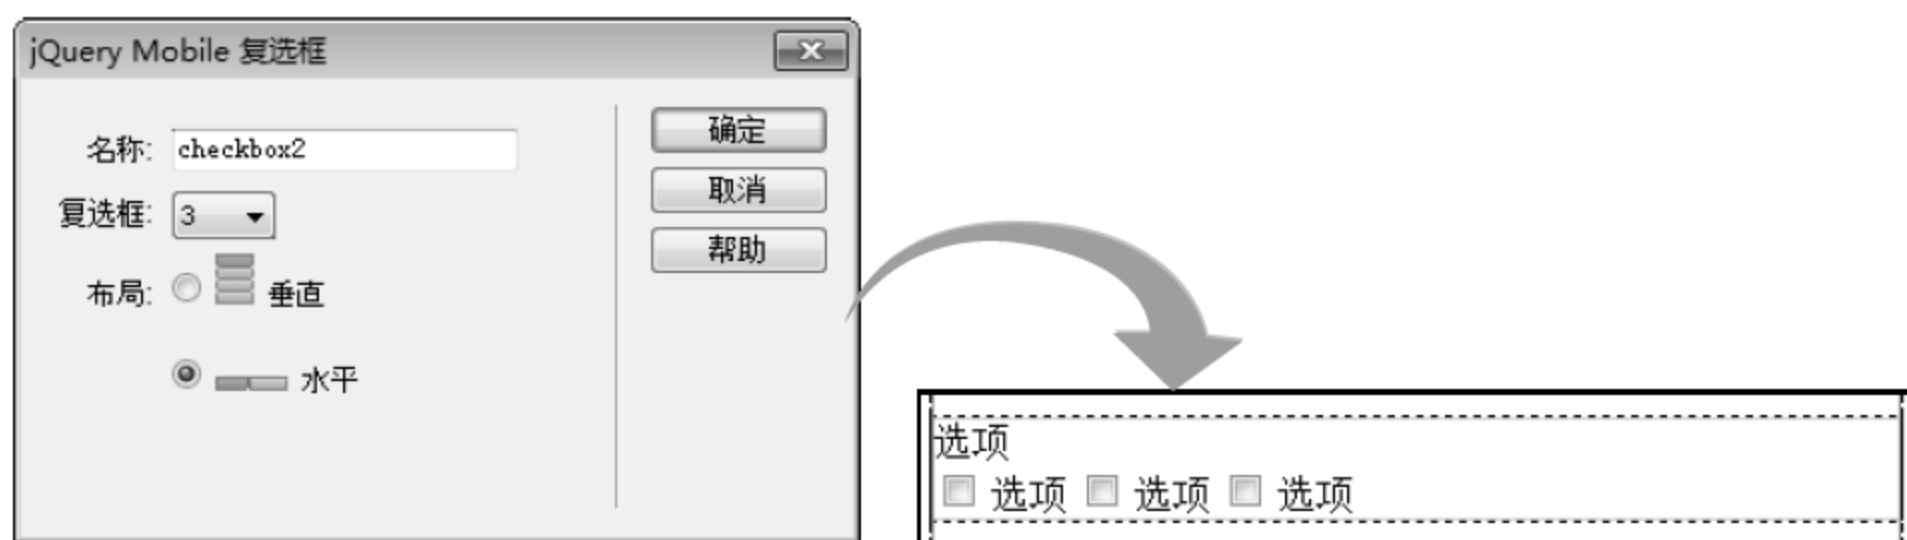 jQuery Mobile 复选框
名称: checkbox2
复选框: 3
布局: 垂直
水平
确定
取消
帮助
选项
选项 选项 选项